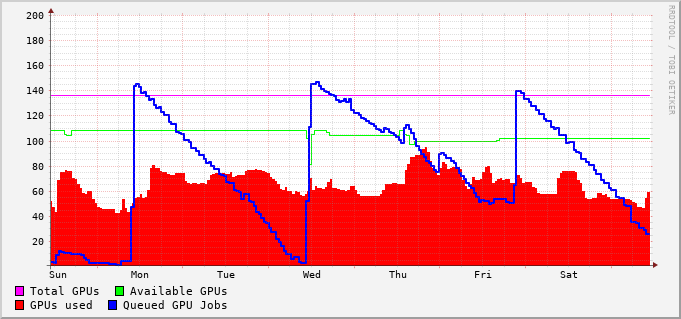 200
180
160
140
120
100
80
60
40
20
Sun Mon Tue Wed Thu Fri Sat
Total GPUs Available GPUs
GPUs used Queued GPU Jobs
RRDTOOL / TOBI OETIKER